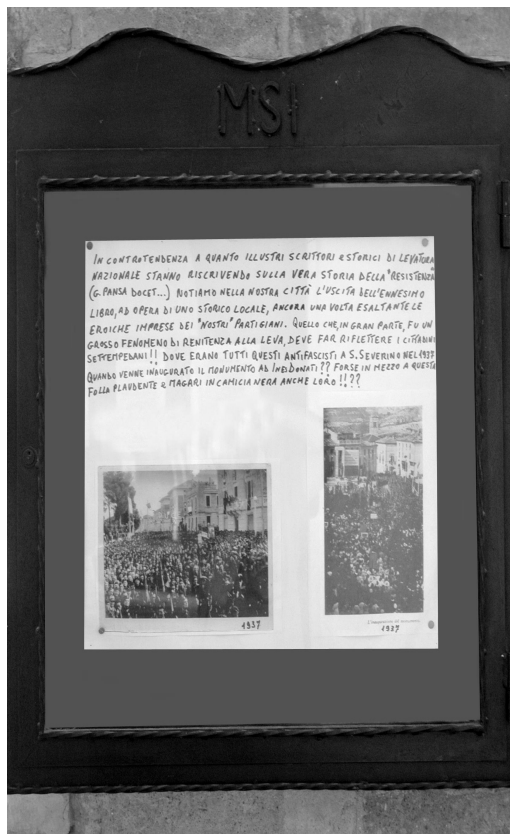 MSI
IN CONTROTENDENZA A QUANTO ILLUSTRI SCRITTORI E STORICI DI LEVATURA
NAZIONALE STANNO RISCRIVENDO SULLA VERA STORIA DELLA "RESISTENZA"
(G. PANSA DOCET...) NOTIAMO NELLA NOSTRA CITTÀ L'USCITA DELL'ENNESIMO
LIBRO, AD OPERA DI UNO STORICO LOCALE, ANCORA UNA VOLTA ESALTANTE LE
EROICHE IMPRESE DEI "NOSTRI" PARTIGIANI. QUELLO CHE, IN GRAN PARTE, FU UN
GROSSO FENOMENO DI RENITENZA ALLA LEVA, DEVE FAR RIFLETTERE I CITTADINI
SETTEMPEDANI!! DOVE ERANO TUTTI QUESTI ANTIFASCISTI A S. SEVERINO NEL 1937
QUANDO VENNE INAUGURATO IL MONUMENTO AD INEBONATI?? FORSE IN MEZZO A QUESTA
FOLLA PLAUDENTE E MAGARI IN CAMICIA NERA ANCHE LORO!!??
1937
1937